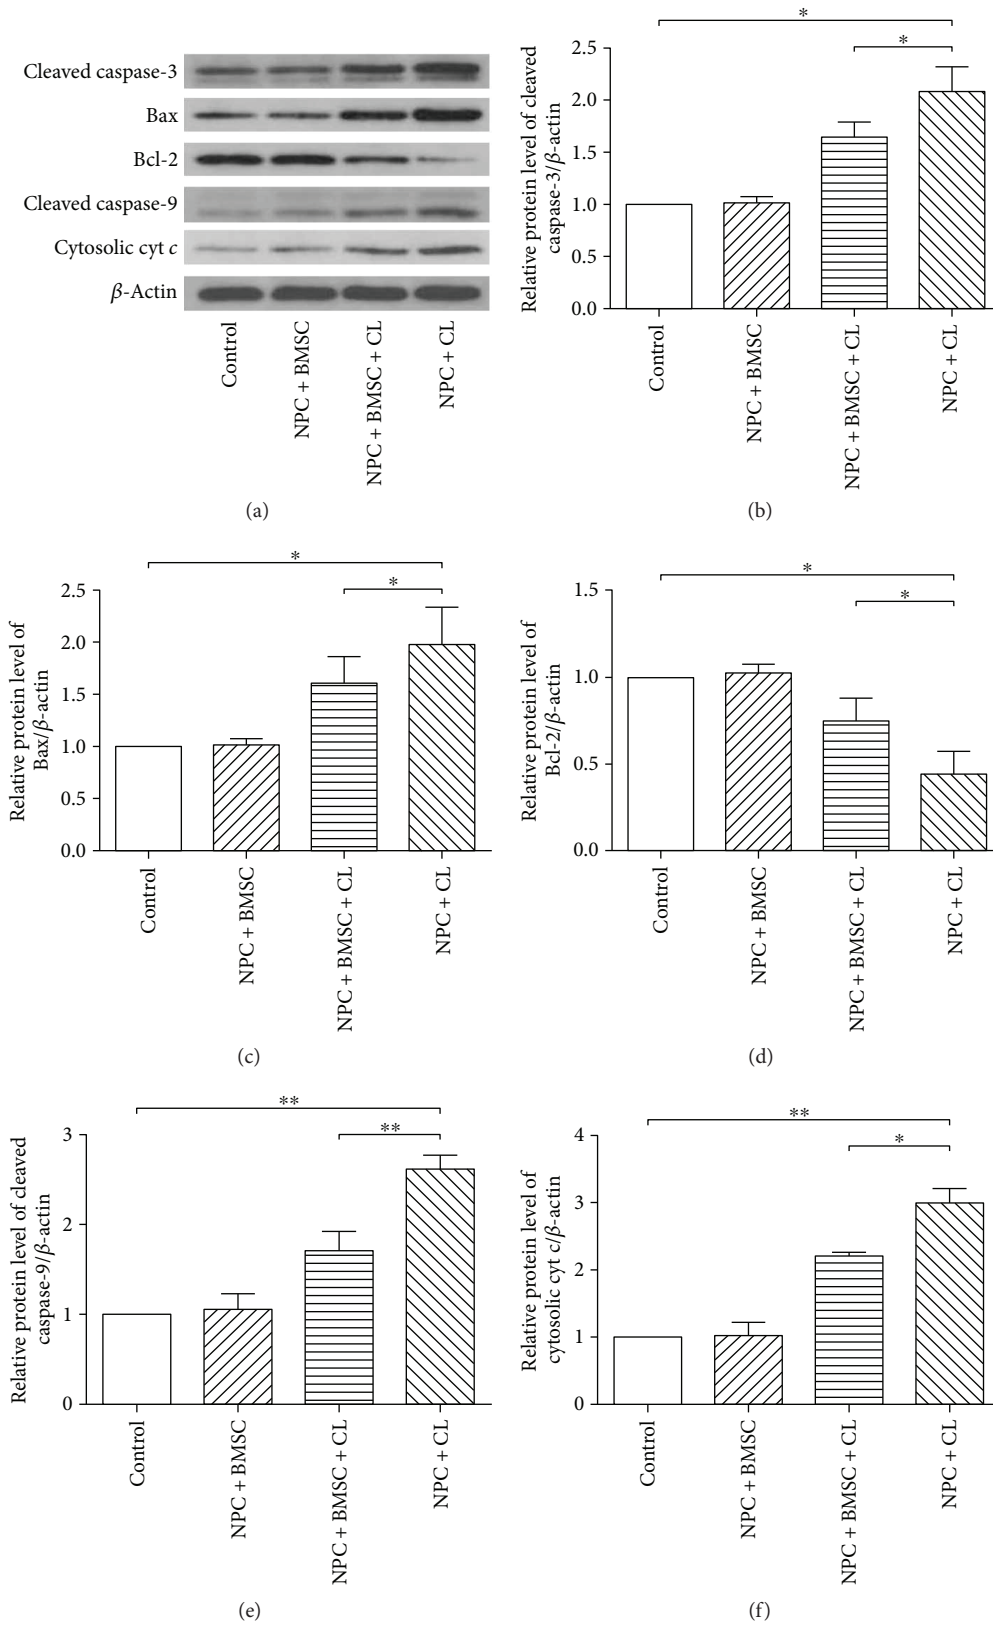 Cleaved caspase-3
Bax
Bcl-2
Cleaved caspase-9
Cytosolic cyt c
β-Actin
Control
NPC + BMSC
NPC + BMSC + CL
NPC + CL
(a)
*
*
Relative protein level of cleaved
caspase-3/β-actin
2.5
2.0
1.5
1.0
0.5
0.0
Control
NPC + BMSC
NPC + BMSC + CL
NPC + CL
(b)
*
*
Relative protein level of
Bax/β-actin
2.5
2.0
1.5
1.0
0.5
0.0
Control
NPC + BMSC
NPC + BMSC + CL
NPC + CL
(c)
*
*
Relative protein level of
Bcl-2/β-actin
1.5
1.0
0.5
0.0
Control
NPC + BMSC
NPC + BMSC + CL
NPC + CL
(d)
**
**
Relative protein level of cleaved
caspase-9/β-actin
3
2
1
0
Control
NPC + BMSC
NPC + BMSC + CL
NPC + CL
(e)
**
*
Relative protein level of
cytosolic cyt c/β-actin
4
3
2
1
0
Control
NPC + BMSC
NPC + BMSC + CL
NPC + CL
(f)